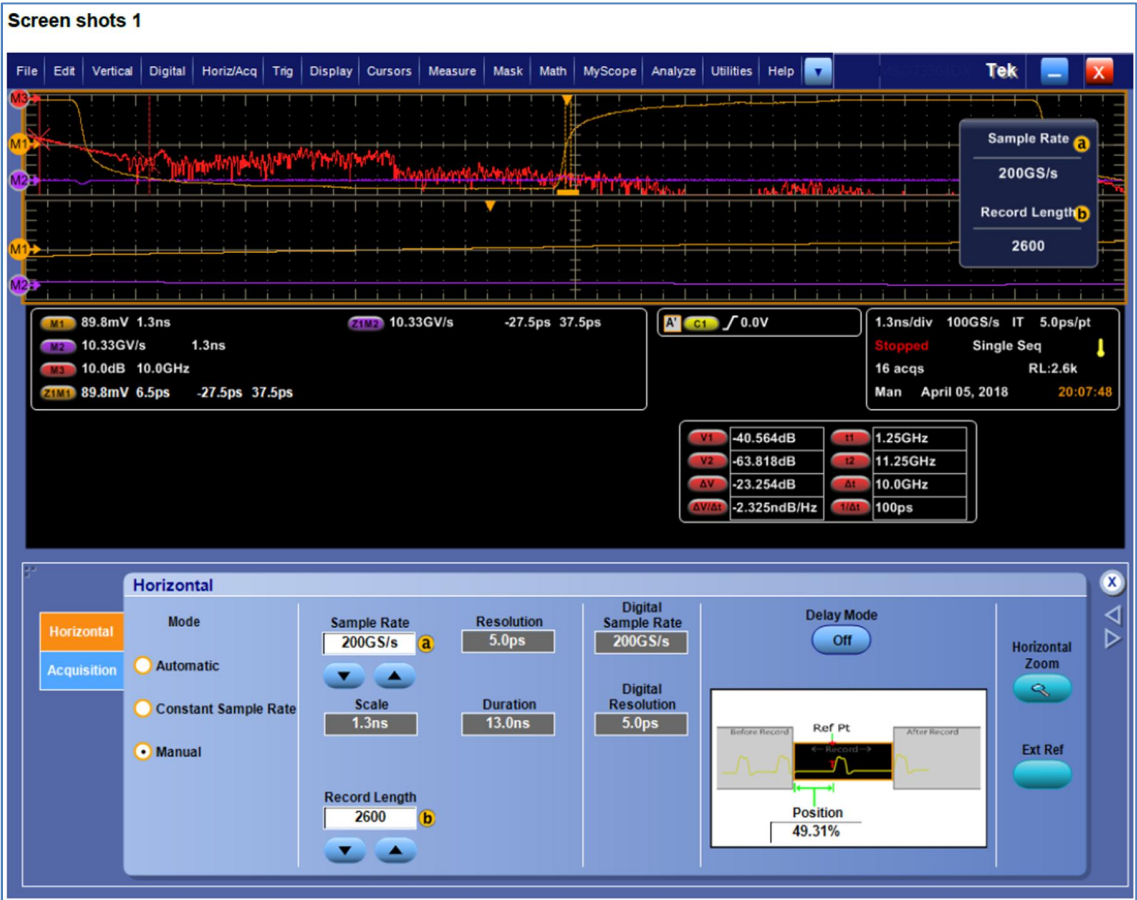 Screen shots 1
File Edit Vertical Digital Horiz/Acq Trig Display Cursors Measure Mask Math MyScope Analyze Utilities Help Tek X
M3
M1
M2
Sample Rate a
200GS/s
Record Length b
2600
M1
M2
M1 89.8mV 1.3ns Z1M2 10.33GV/s -27.5ps 37.5ps
M2 10.33GV/s 1.3ns
M3 10.0dB 10.0GHz
Z1M1 89.8mV 6.5ps -27.5ps 37.5ps
A' C1 0.0V
1.3ns/div 100GS/s IT 5.0ps/pt
Stopped Single Seq
16 acqs RL:2.6k
Man April 05, 2018 20:07:48
V1 -40.564dB t1 1.25GHz
V2 -63.818dB t2 11.25GHz
ΔV -23.254dB Δt 10.0GHz
ΔV/Δt -2.325ndB/Hz 1/Δt 100ps
Horizontal
X
Horizontal
Acquisition
Mode
Automatic
Constant Sample Rate
Manual
Sample Rate
200GS/s a
Resolution
5.0ps
Scale
1.3ns
Duration
13.0ns
Record Length
2600 b
Digital
Sample Rate
200GS/s
Digital
Resolution
5.0ps
Delay Mode
Off
Before Record
Ref Pt
After Record
← Record →
T
Position
49.31%
Horizontal
Zoom
Ext Ref